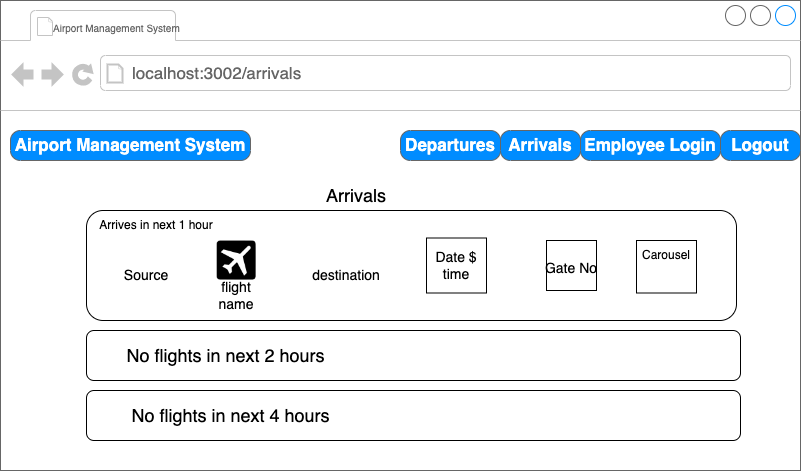 Airport Management System
localhost:3002/arrivals
Airport Management System
Departures Arrivals Employee Login Logout
Arrivals
Arrives in next 1 hour
Source
flight
name
destination
Date $
time
Gate No
Carousel
No flights in next 2 hours
No flights in next 4 hours